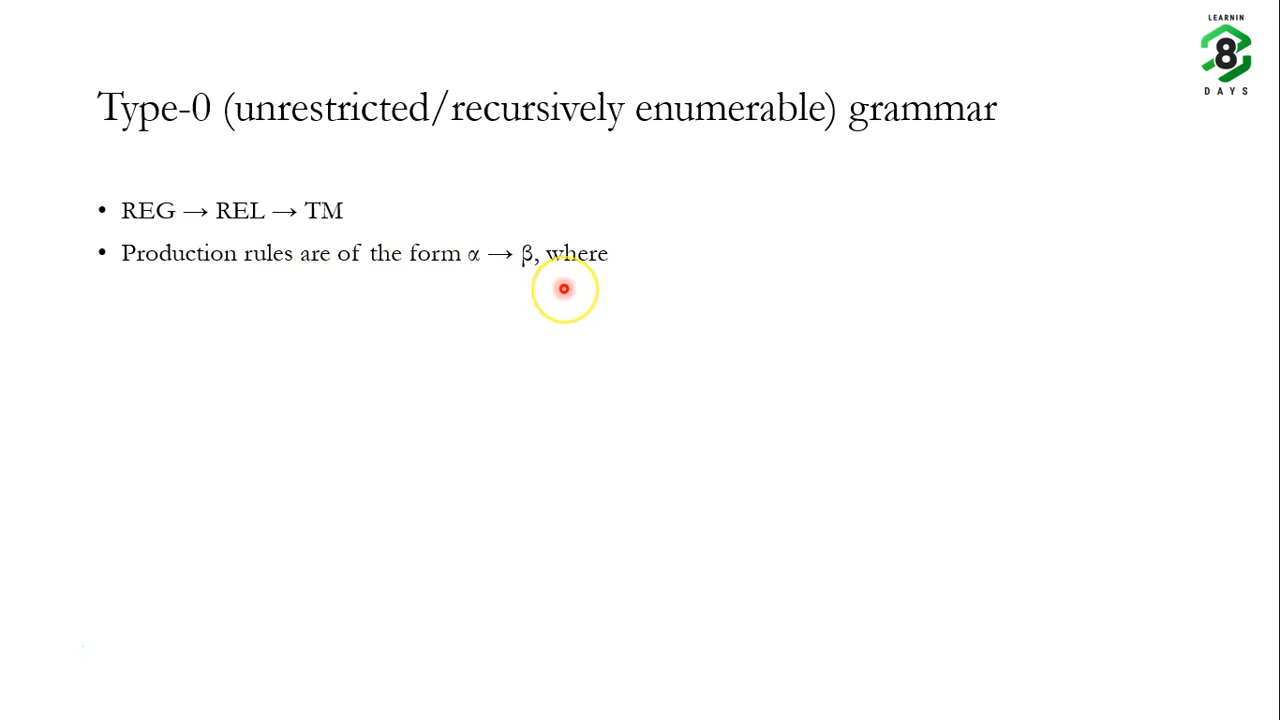 LEARNIN
8
DAYS
Type-0 (unrestricted/recursively enumerable) grammar
• REG → REL → TM
• Production rules are of the form α → β, where